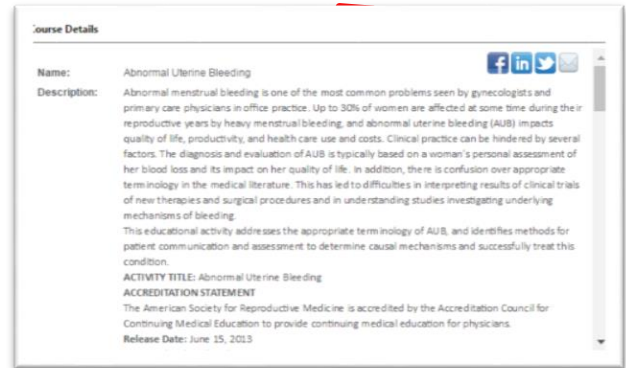 Course Details
Name: Abnormal Uterine Bleeding
Description: Abnormal menstrual bleeding is one of the most common problems seen by gynecologists and
primary care physicians in office practice. Up to 30% of women are affected at some time during their
reproductive years by heavy menstrual bleeding, and abnormal uterine bleeding (AUB) impacts
quality of life, productivity, and health care use and costs. Clinical practice can be hindered by several
factors. The diagnosis and evaluation of AUB is typically based on a woman's personal assessment of
her blood loss and its impact on her quality of life. In addition, there is confusion over appropriate
terminology in the medical literature. This has led to difficulties in interpreting results of clinical trials
of new therapies and surgical procedures and in understanding studies investigating underlying
mechanisms of bleeding.
This educational activity addresses the appropriate terminology of AUB, and identifies methods for
patient communication and assessment to determine causal mechanisms and successfully treat this
condition.
ACTIVITY TITLE: Abnormal Uterine Bleeding
ACCREDITATION STATEMENT
The American Society for Reproductive Medicine is accredited by the Accreditation Council for
Continuing Medical Education to provide continuing medical education for physicians.
Release Date: June 15, 2013